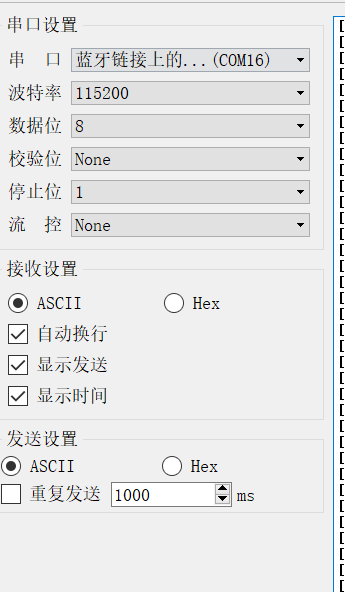 串口设置
串 口 蓝牙链接上的...(COM16)
波特率 115200
数据位 8
校验位 None
停止位 1
流 控 None
接收设置
ASCII Hex
自动换行
显示发送
显示时间
发送设置
ASCII Hex
重复发送 1000 ms